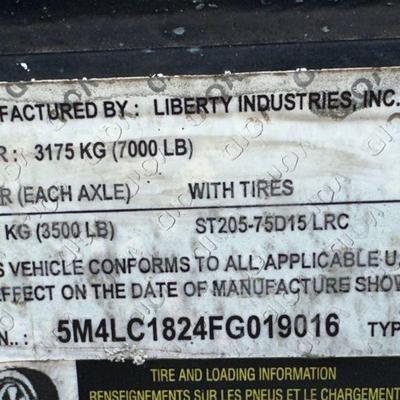 FACTURED BY: LIBERTY INDUSTRIES, INC.
R: 3175 KG (7000 LB)
R (EACH AXLE) WITH TIRES
KG (3500 LB) ST205-75D15 LRC
S VEHICLE CONFORMS TO ALL APPLICABLE U.
EFFECT ON THE DATE OF MANUFACTURE SHOW
N.: 5M4LC1824FG019016 TYP
TIRE AND LOADING INFORMATION
RENSEIGNEMENTS SUR LES PNEUS ET LE CHARGEMENT